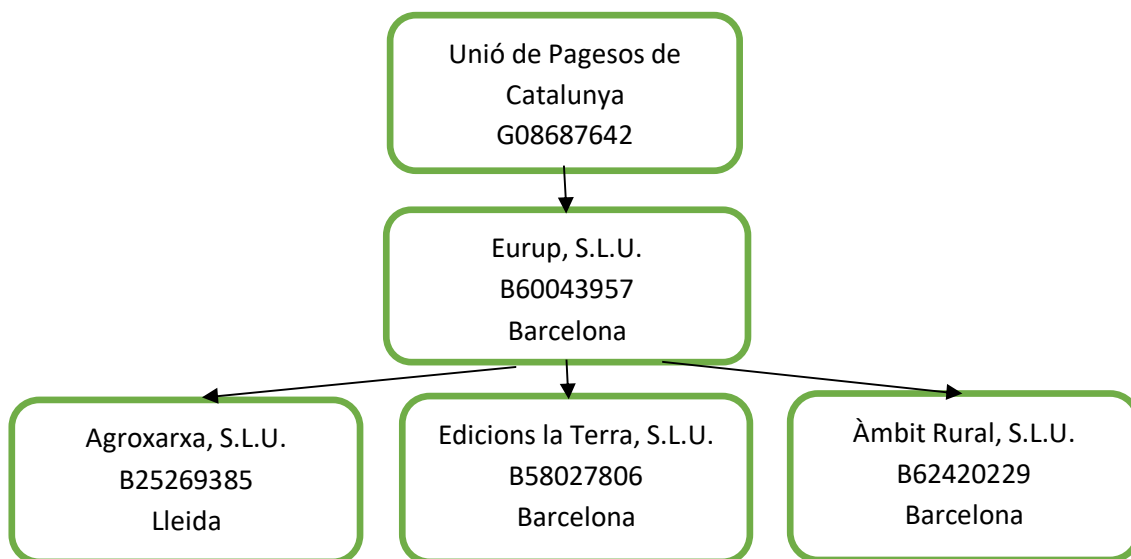 Unió de Pagesos de
Catalunya
G08687642
Eurup, S.L.U.
B60043957
Barcelona
Agroxarxa, S.L.U.
B25269385
Lleida
Edicions la Terra, S.L.U.
B58027806
Barcelona
Àmbit Rural, S.L.U.
B62420229
Barcelona